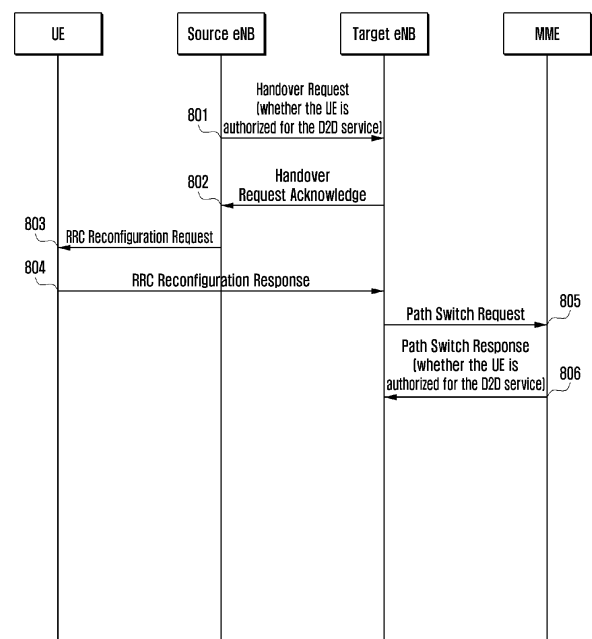 UE
Source eNB
Target eNB
MME
Handover Request
(whether the UE is
authorized for the D2D service)
801
Handover
Request Acknowledge
802
803
RRC Reconfiguration Request
804
RRC Reconfiguration Response
Path Switch Request
805
Path Switch Response
(whether the UE is
authorized for the D2D service)
806